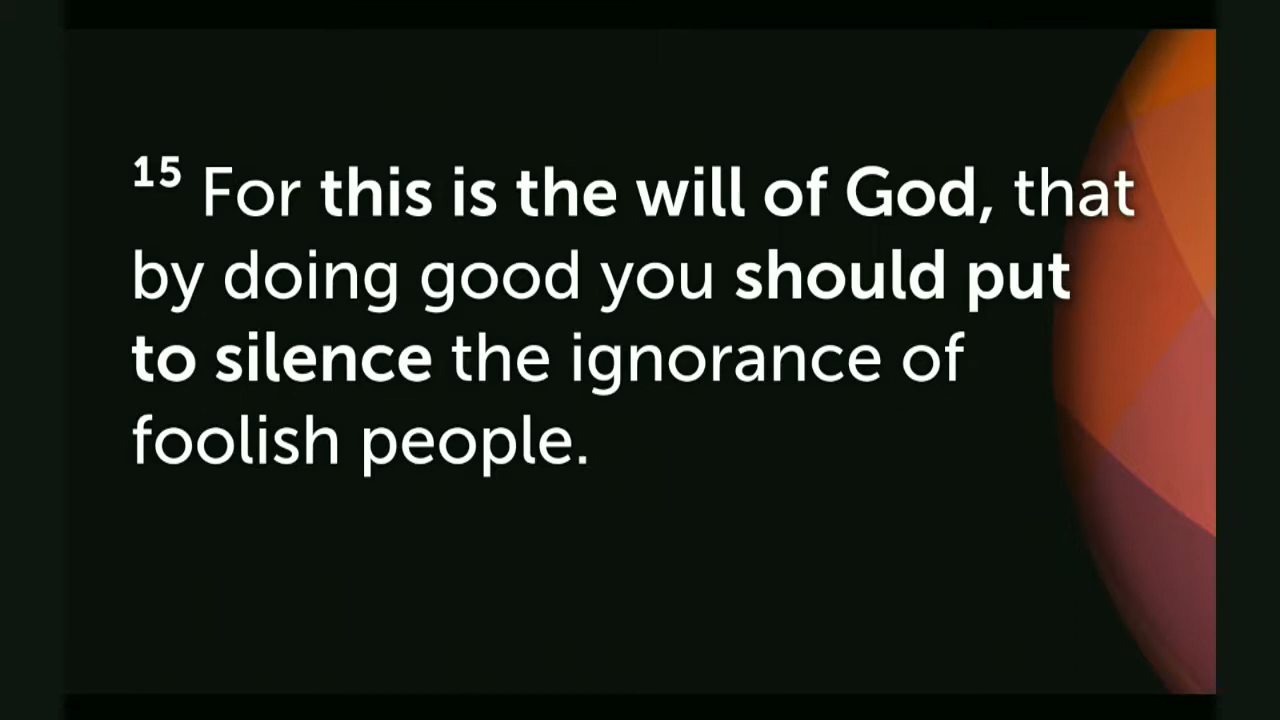 15 For this is the will of God, that
by doing good you should put
to silence the ignorance of
foolish people.